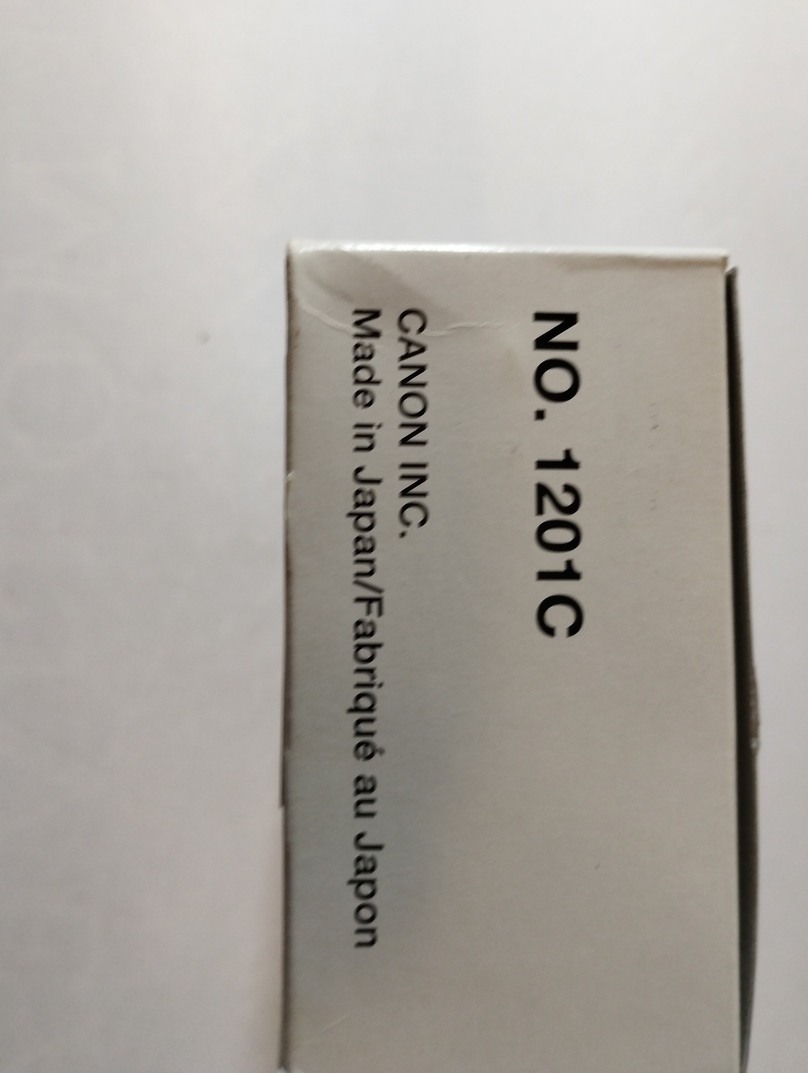 NO. 1201C
CANON INC.
Made in Japan/Fabriqué au Japon